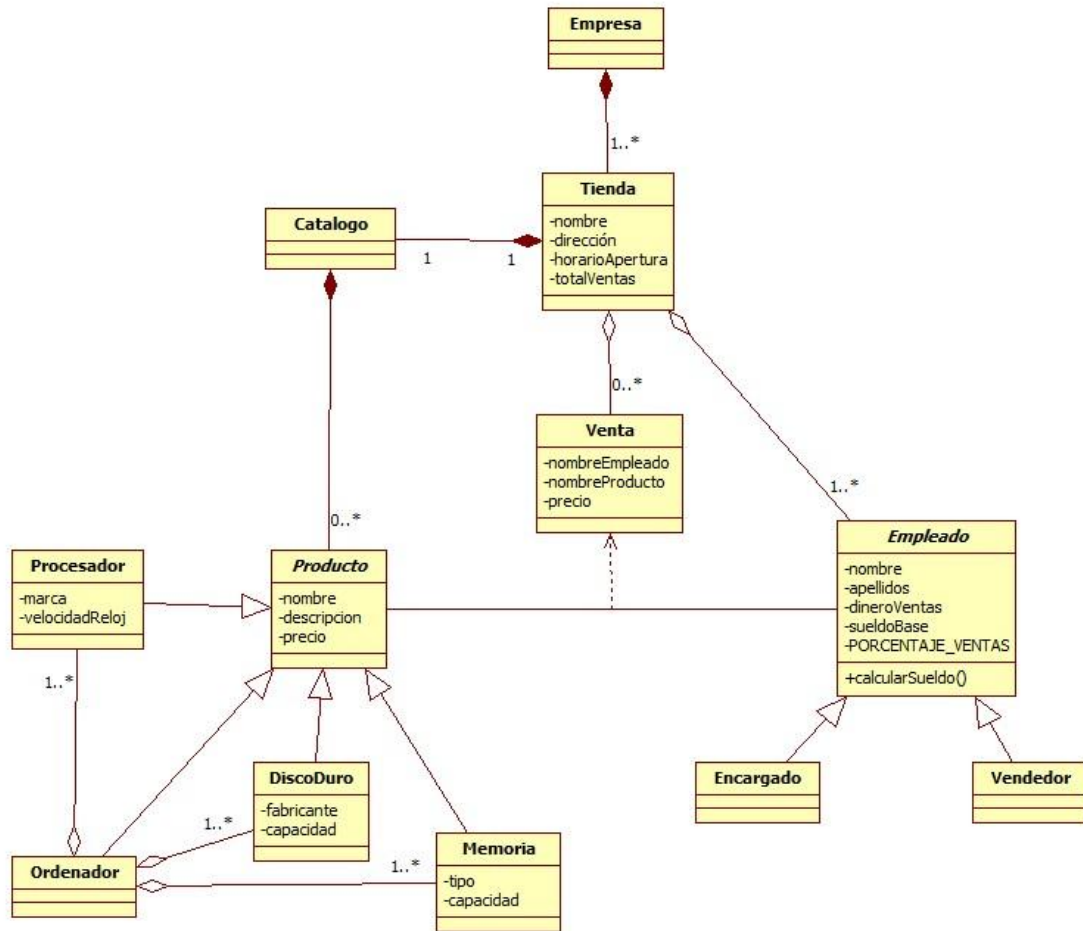 Empresa
1..*
Tienda
-nombre
-dirección
-horarioApertura
-totalVentas
Catalogo
1
1
0..*
Venta
-nombreEmpleado
-nombreProducto
-precio
1..*
0..*
Empleado
-nombre
-apellidos
-dineroVentas
-sueldoBase
-PORCENTAJE_VENTAS
+calcularSueldo()
Procesador
-marca
-velocidadReloj
Producto
-nombre
-descripcion
-precio
1..*
DiscoDuro
-fabricante
-capacidad
1..*
Encargado
Vendedor
Ordenador
1..*
Memoria
-tipo
-capacidad